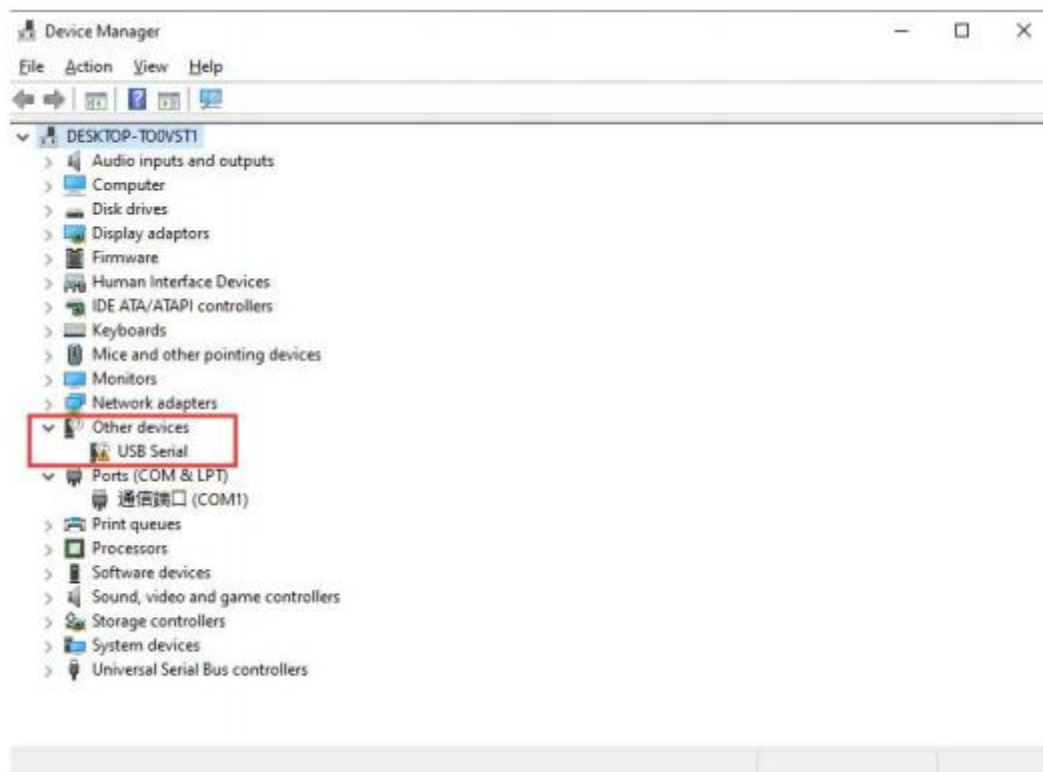 Device Manager
File Action View Help
DESKTOP-TO0VST1
Audio inputs and outputs
Computer
Disk drives
Display adaptors
Firmware
Human Interface Devices
IDE ATA/ATAPI controllers
Keyboards
Mice and other pointing devices
Monitors
Network adapters
Other devices
USB Serial
Ports (COM & LPT)
通信端口 (COM1)
Print queues
Processors
Software devices
Sound, video and game controllers
Storage controllers
System devices
Universal Serial Bus controllers